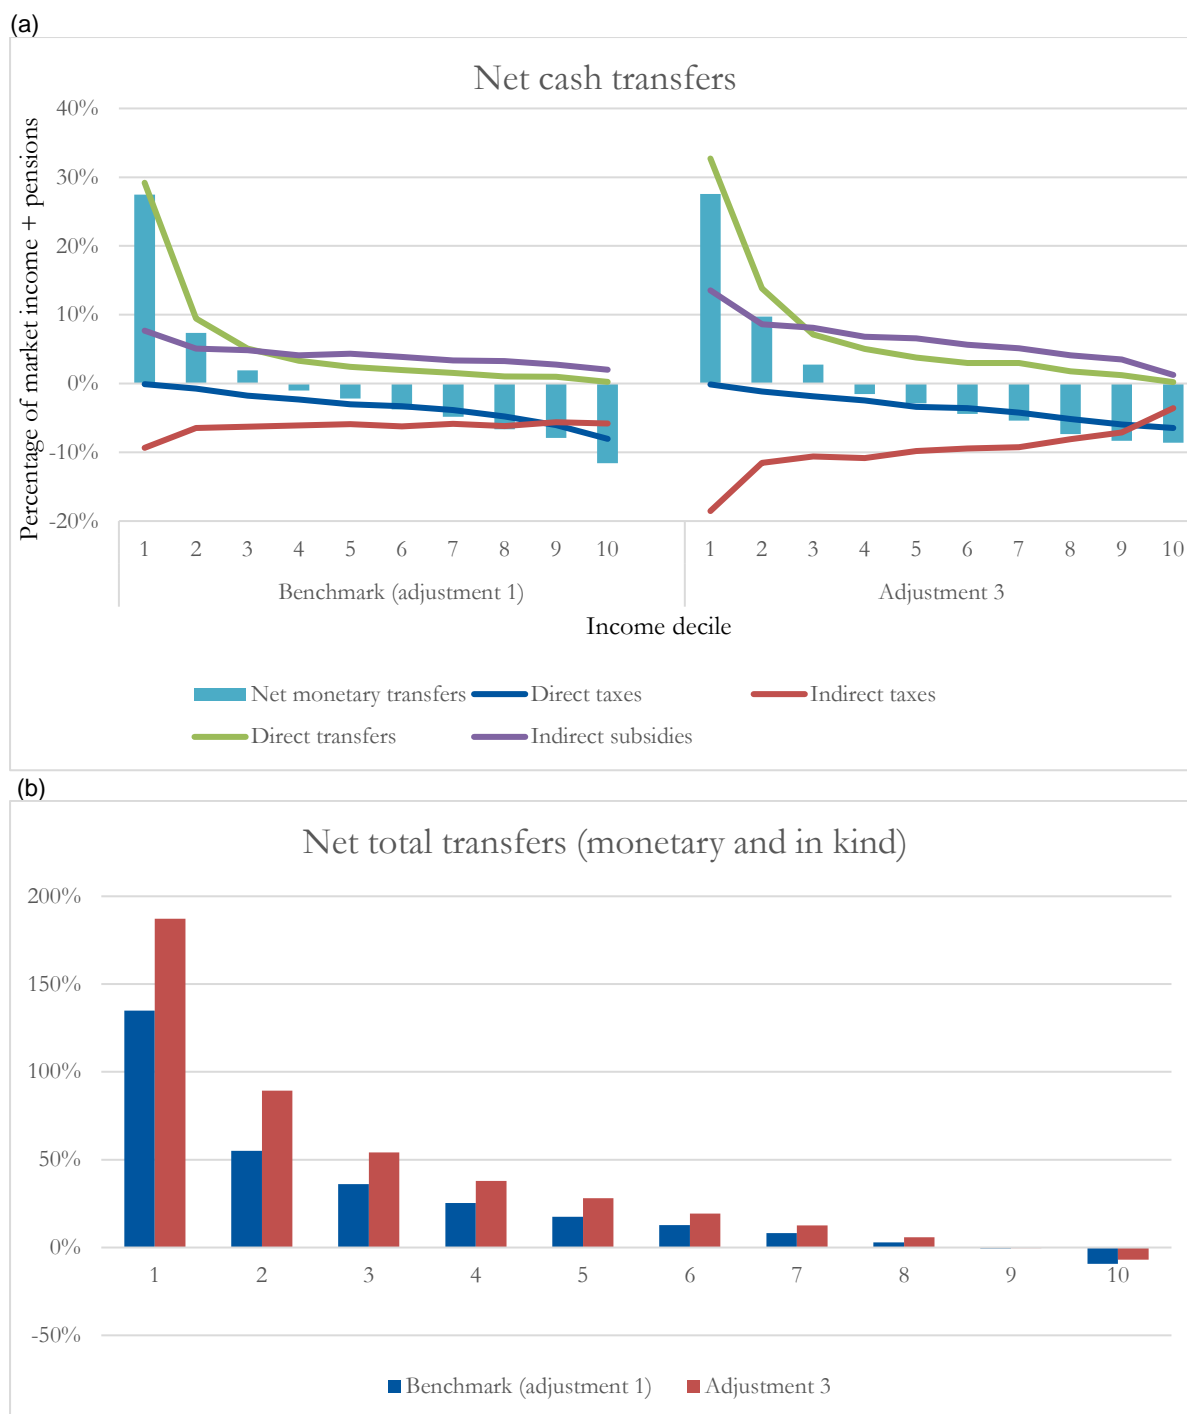 (a)
Net cash transfers
Percentage of market income + pensions
40%
30%
20%
10%
0%
-10%
-20%
1 2 3 4 5 6 7 8 9 10 1 2 3 4 5 6 7 8 9 10
Benchmark (adjustment 1) Adjustment 3
Income decile
Net monetary transfers Direct taxes Indirect taxes
Direct transfers Indirect subsidies
(b)
Net total transfers (monetary and in kind)
200%
150%
100%
50%
0%
1 2 3 4 5 6 7 8 9 10
-50%
Benchmark (adjustment 1) Adjustment 3